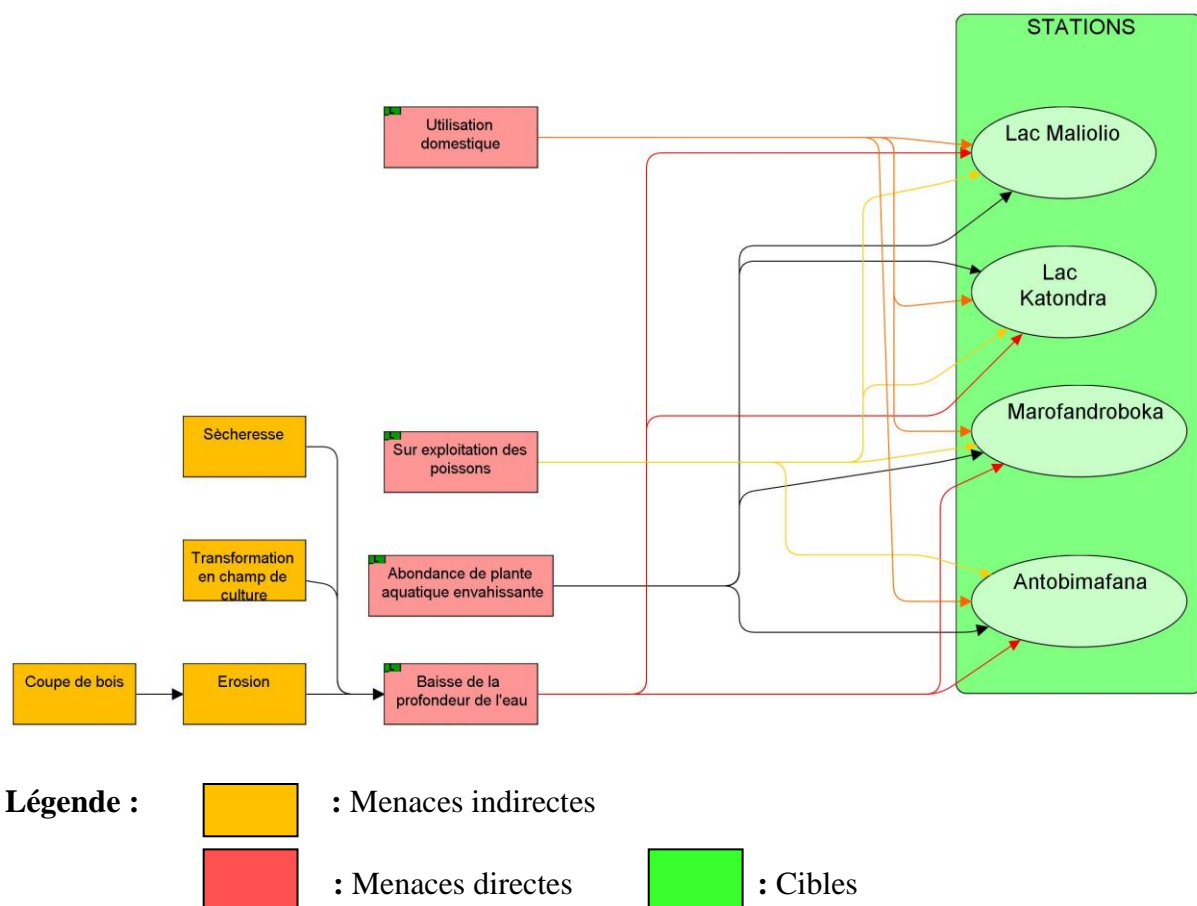 STATIONS
Utilisation
domestique
Lac Maliolio
Lac
Katondra
Sècheresse
Sur exploitation des
poissons
Marofandroboka
Transformation
en champ de
culture
Abondance de plante
aquatique envahissante
Antobimafana
Coupe de bois
Erosion
Baisse de la
profondeur de l'eau
Légende :
: Menaces indirectes
: Menaces directes
: Cibles